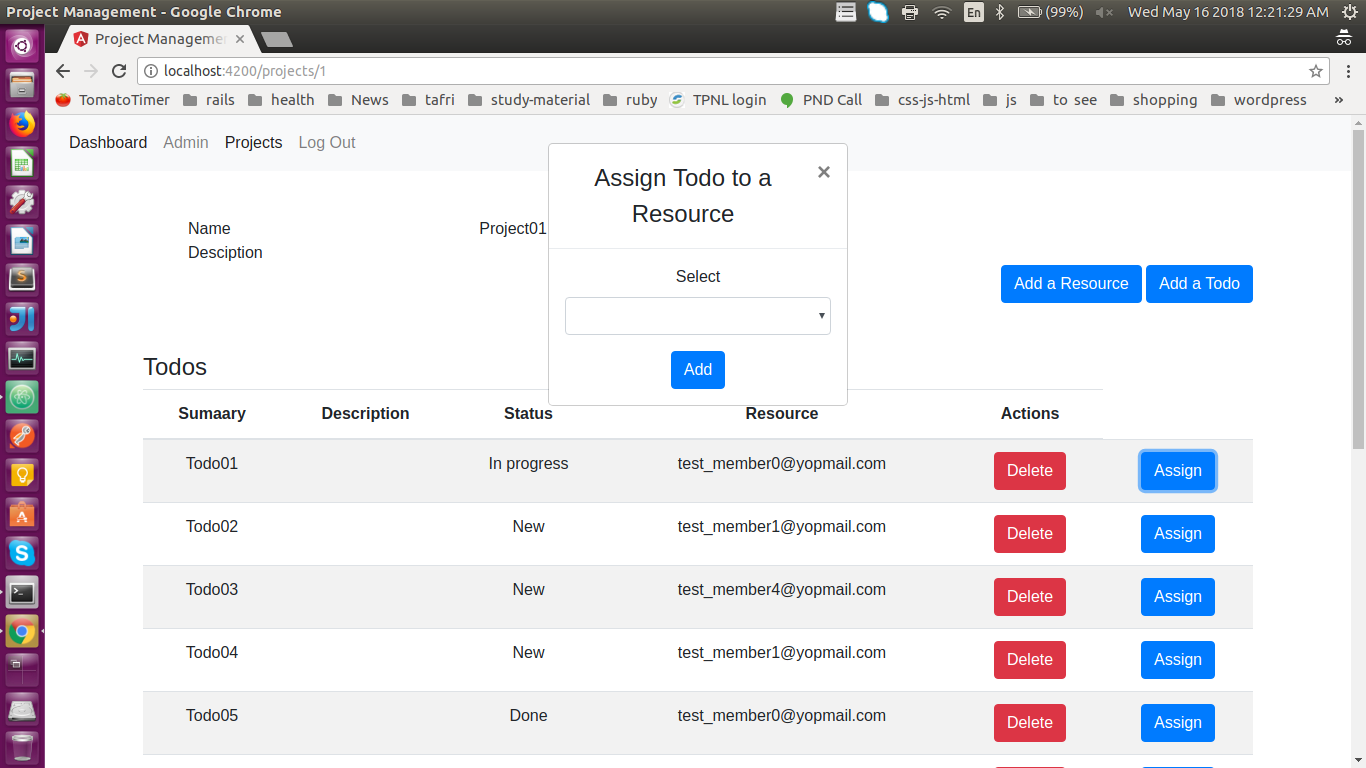 Project Management - Google Chrome
En
(99%)
Wed May 16 2018 12:21:29 AM
Project Manageme
localhost:4200/projects/1
TomatoTimer rails health News tafri study-material ruby TPNL login PND Call css-js-html js to see shopping wordpress »
Dashboard Admin Projects Log Out
Assign Todo to a
Resource
×
Name Project01
Desciption
Select
Add a Resource Add a Todo
Add
Todos
Sumaary Description Status Resource Actions
Todo01 In progress test_member0@yopmail.com Delete Assign
Todo02 New test_member1@yopmail.com Delete Assign
Todo03 New test_member4@yopmail.com Delete Assign
Todo04 New test_member1@yopmail.com Delete Assign
Todo05 Done test_member0@yopmail.com Delete Assign